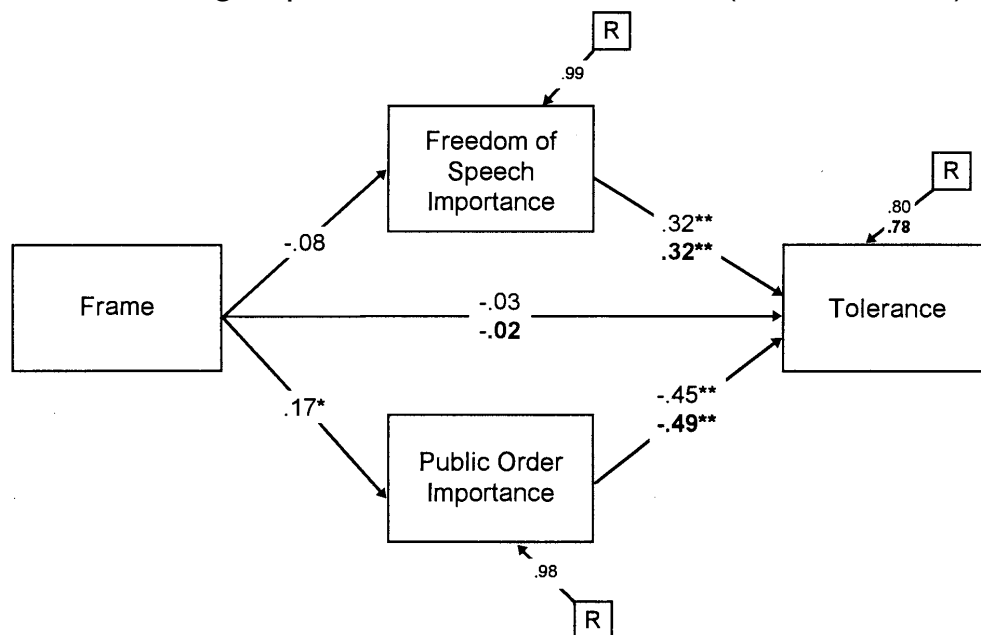 R
.99
Freedom of
Speech
Importance
R
.80
.78
-.08
.32**
.32**
Frame
-.03
-.02
Tolerance
.17*
-.45**
-.49**
Public Order
Importance
.98
R